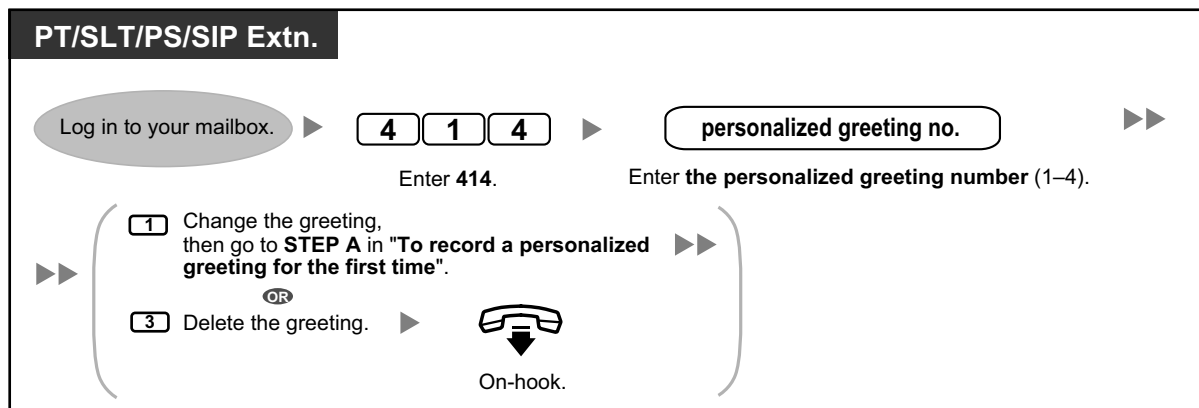 PT/SLT/PS/SIP Extn.
Log in to your mailbox.
4 1 4
personalized greeting no.
Enter 414.
Enter the personalized greeting number (1–4).
1 Change the greeting,
then go to STEP A in "To record a personalized
greeting for the first time".
OR
3 Delete the greeting.
On-hook.